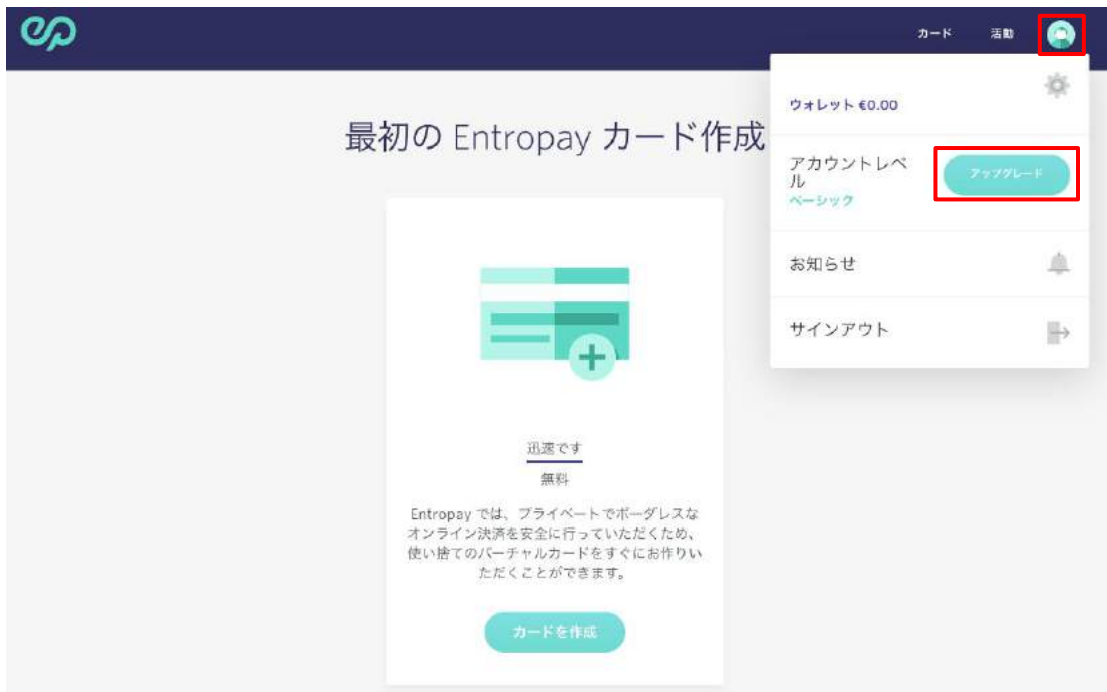 カード 活動
ウォレット €0.00
最初の Entropay カード作成
アカウントレベ
ル
ベーシック
アップグレード
お知らせ
サインアウト
迅速です
無料
Entropay では、プライベートでボーダレスな
オンライン決済を安全に行っていただくため、
使い捨てのバーチャルカードをすぐにお作りい
ただくことができます。
カードを作成